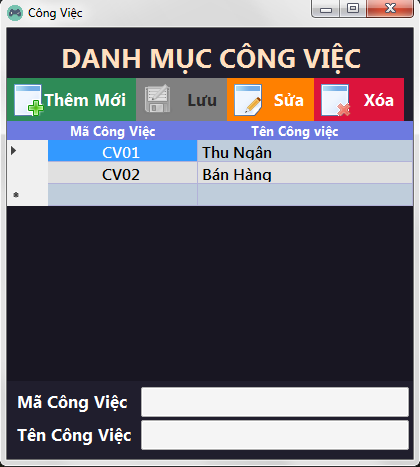 Công Việc
DANH MỤC CÔNG VIỆC
Thêm Mới Lưu Sửa Xóa
Mã Công Việc Tên Công việc
CV01 Thu Ngân
CV02 Bán Hàng
Mã Công Việc
Tên Công Việc